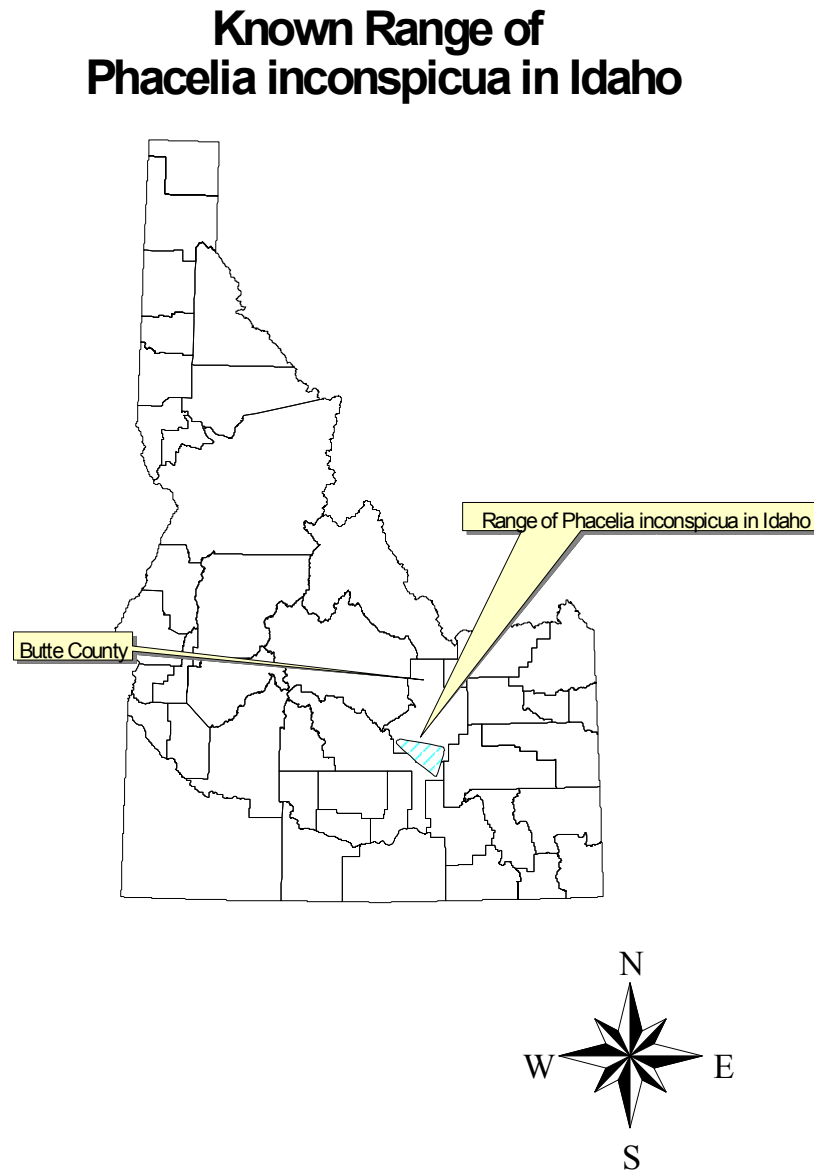 Known Range of
Phacelia inconspicua in Idaho
Range of Phacelia inconspicua in Idaho
Butte County
N
W
E
S